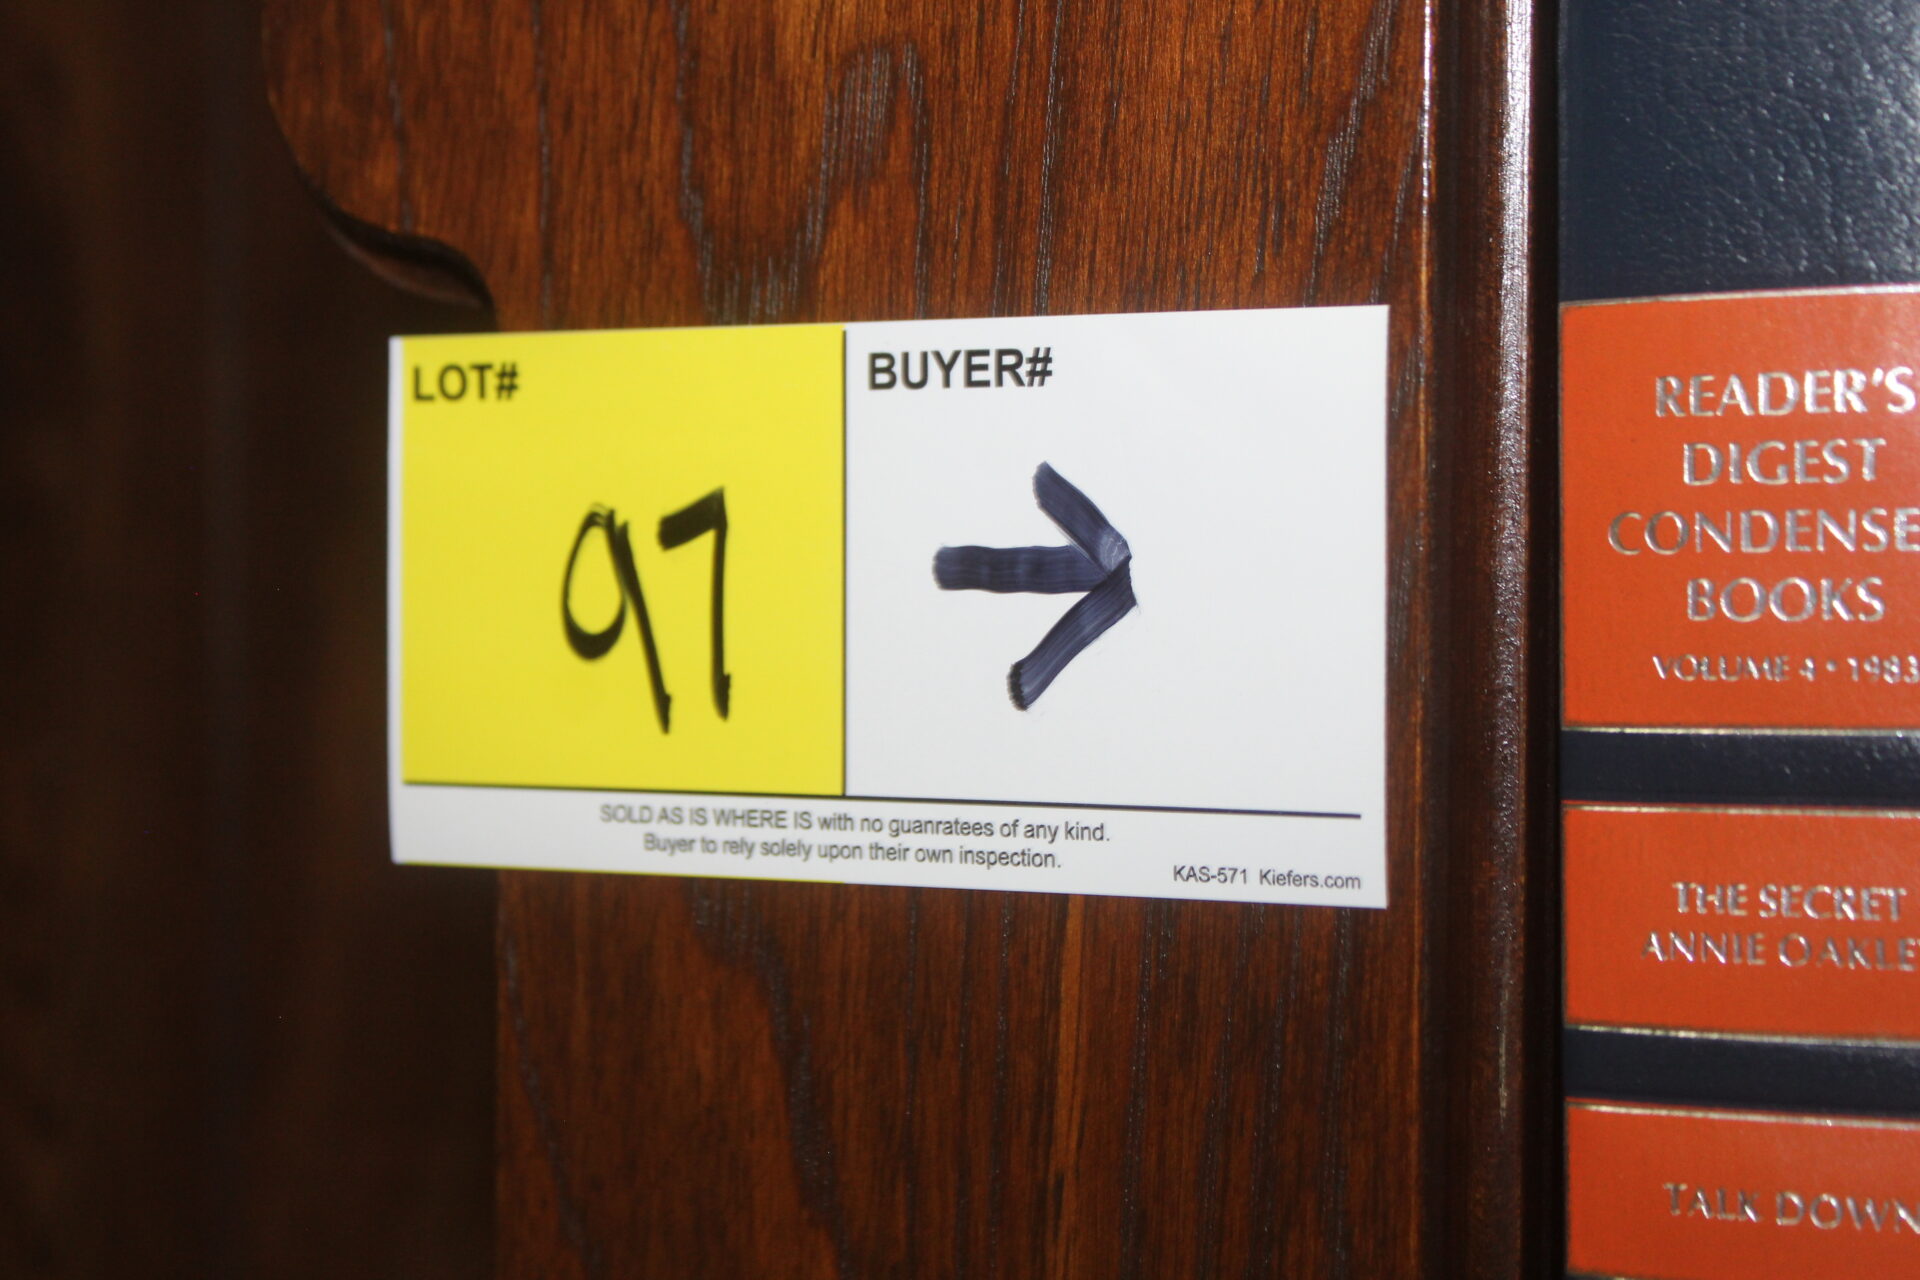 LOT#
BUYER#
97
SOLD AS IS WHERE IS with no guanratees of any kind.
Buyer to rely solely upon their own inspection.
KAS-571 Kiefers.com
READER'S
DIGEST
CONDENSE
BOOKS
VOLUME 4 • 1983
THE SECRET
ANNIE OAKLE
TALK DOWN